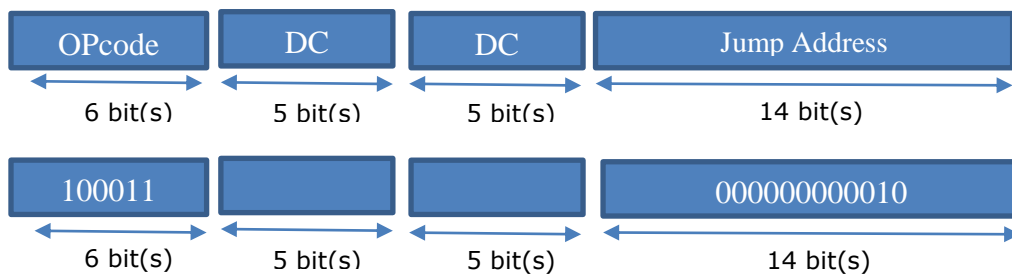 OPcode DC DC Jump Address
6 bit(s) 5 bit(s) 5 bit(s) 14 bit(s)
100011 000000000010
6 bit(s) 5 bit(s) 5 bit(s) 14 bit(s)